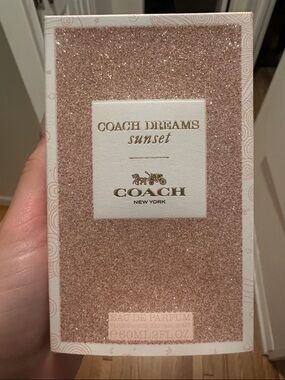 COACH DREAMS
sunset
COACH
NEW YORK
EAU DE PARFUM
℮60ML 2FL.OZ